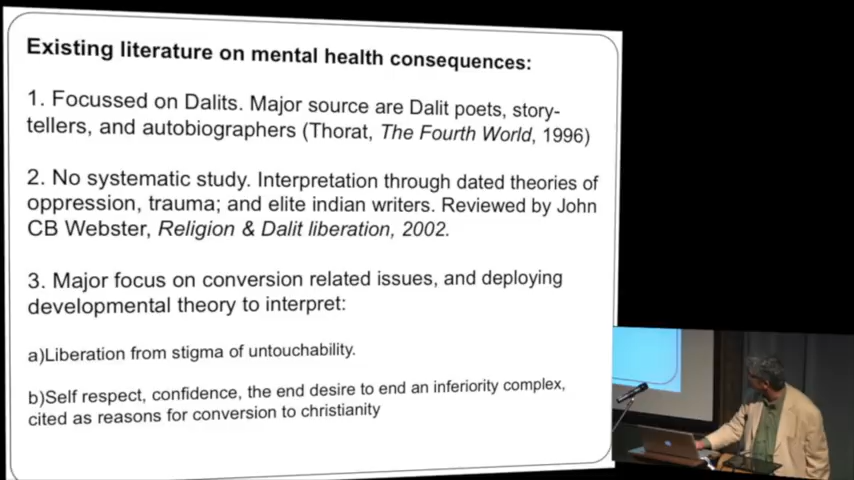 Existing literature on mental health consequences:
1. Focussed on Dalits. Major source are Dalit poets, story-
tellers, and autobiographers (Thorat, The Fourth World, 1996)
2. No systematic study. Interpretation through dated theories of
oppression, trauma; and elite indian writers. Reviewed by John
CB Webster, Religion & Dalit liberation, 2002.
3. Major focus on conversion related issues, and deploying
developmental theory to interpret:
a)Liberation from stigma of untouchability.
b)Self respect, confidence, the end desire to end an inferiority complex,
cited as reasons for conversion to christianity